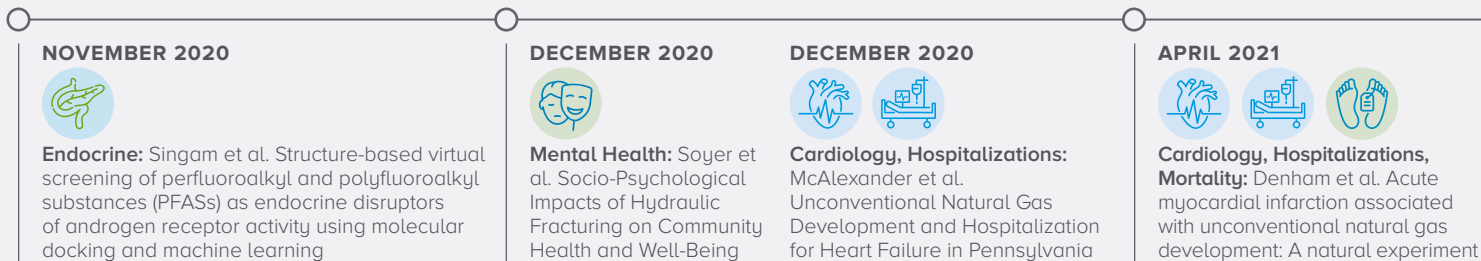 NOVEMBER 2020
Endocrine: Singam et al. Structure-based virtual
screening of perfluoroalkyl and polyfluoroalkyl
substances (PFASs) as endocrine disruptors
of androgen receptor activity using molecular
docking and machine learning
DECEMBER 2020
Mental Health: Soyer et
al. Socio-Psychological
Impacts of Hydraulic
Fracturing on Community
Health and Well-Being
DECEMBER 2020
Cardiology, Hospitalizations:
McAlexander et al.
Unconventional Natural Gas
Development and Hospitalization
for Heart Failure in Pennsylvania
APRIL 2021
Cardiology, Hospitalizations,
Mortality: Denham et al. Acute
myocardial infarction associated
with unconventional natural gas
development: A natural experiment